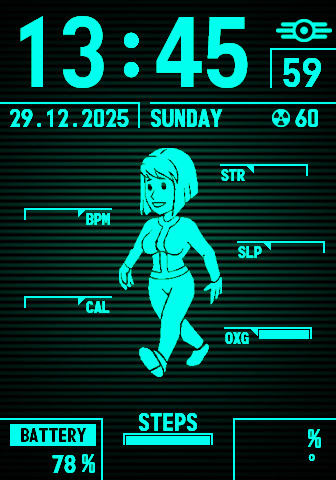 13:45
59
29.12.2025 SUNDAY 60
STR
BPM
SLP
CAL
OXG
STEPS
BATTERY
78%
%
°